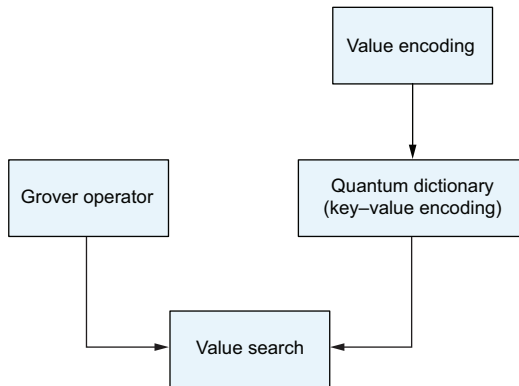 Value encoding
Grover operator
Quantum dictionary
(key–value encoding)
Value search